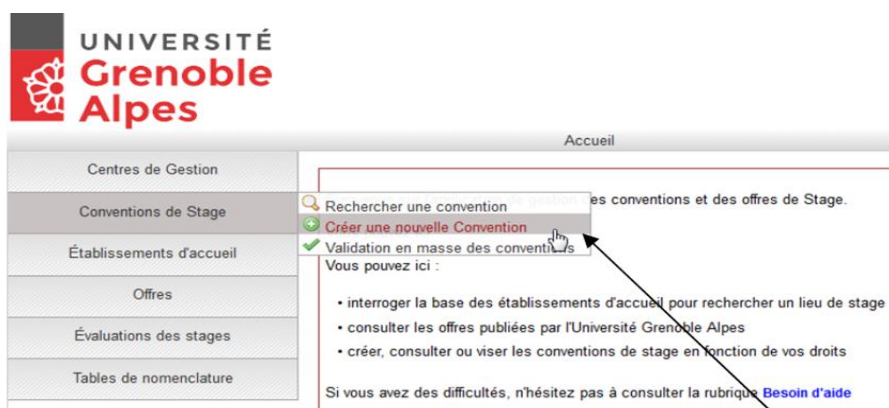 UNIVERSITÉ
Grenoble
Alpes
Accueil
Centres de Gestion
Conventions de Stage
Établissements d'accueil
Offres
Évaluations des stages
Tables de nomenclature
Rechercher une convention
Créer une nouvelle Convention
Validation en masse des conventions
de gestion des conventions et des offres de Stage.
Vous pouvez ici :
• interroger la base des établissements d'accueil pour rechercher un lieu de stage
• consulter les offres publiées par l'Université Grenoble Alpes
• créer, consulter ou viser les conventions de stage en fonction de vos droits
Si vous avez des difficultés, n'hésitez pas à consulter la rubrique Besoin d'aide